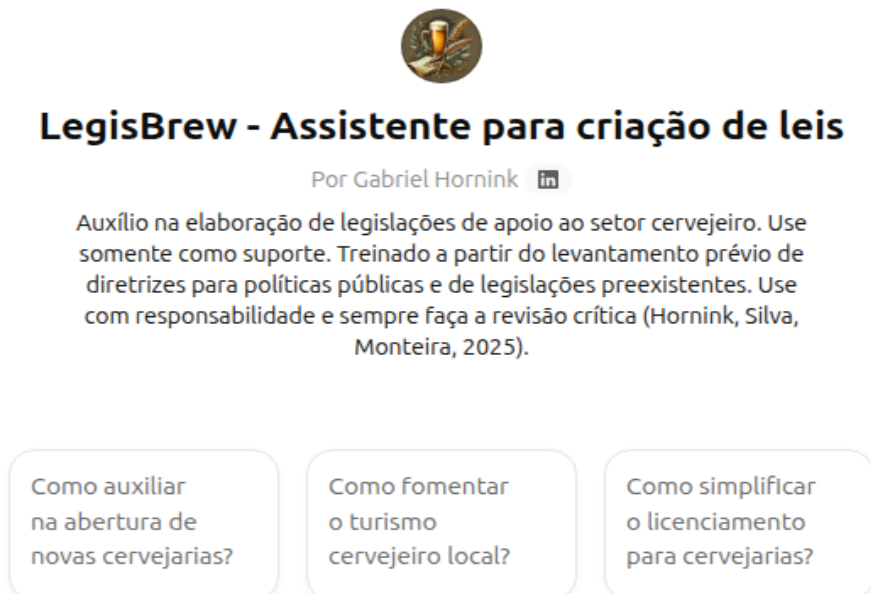 LegisBrew - Assistente para criação de leis
Por Gabriel Hornink in
Auxílio na elaboração de legislações de apoio ao setor cervejeiro. Use
somente como suporte. Treinado a partir do levantamento prévio de
diretrizes para políticas públicas e de legislações preexistentes. Use
com responsabilidade e sempre faça a revisão crítica (Hornink, Silva,
Monteira, 2025).
Como auxiliar
na abertura de
novas cervejarias?
Como fomentar
o turismo
cervejeiro local?
Como simplificar
o licenciamento
para cervejarias?